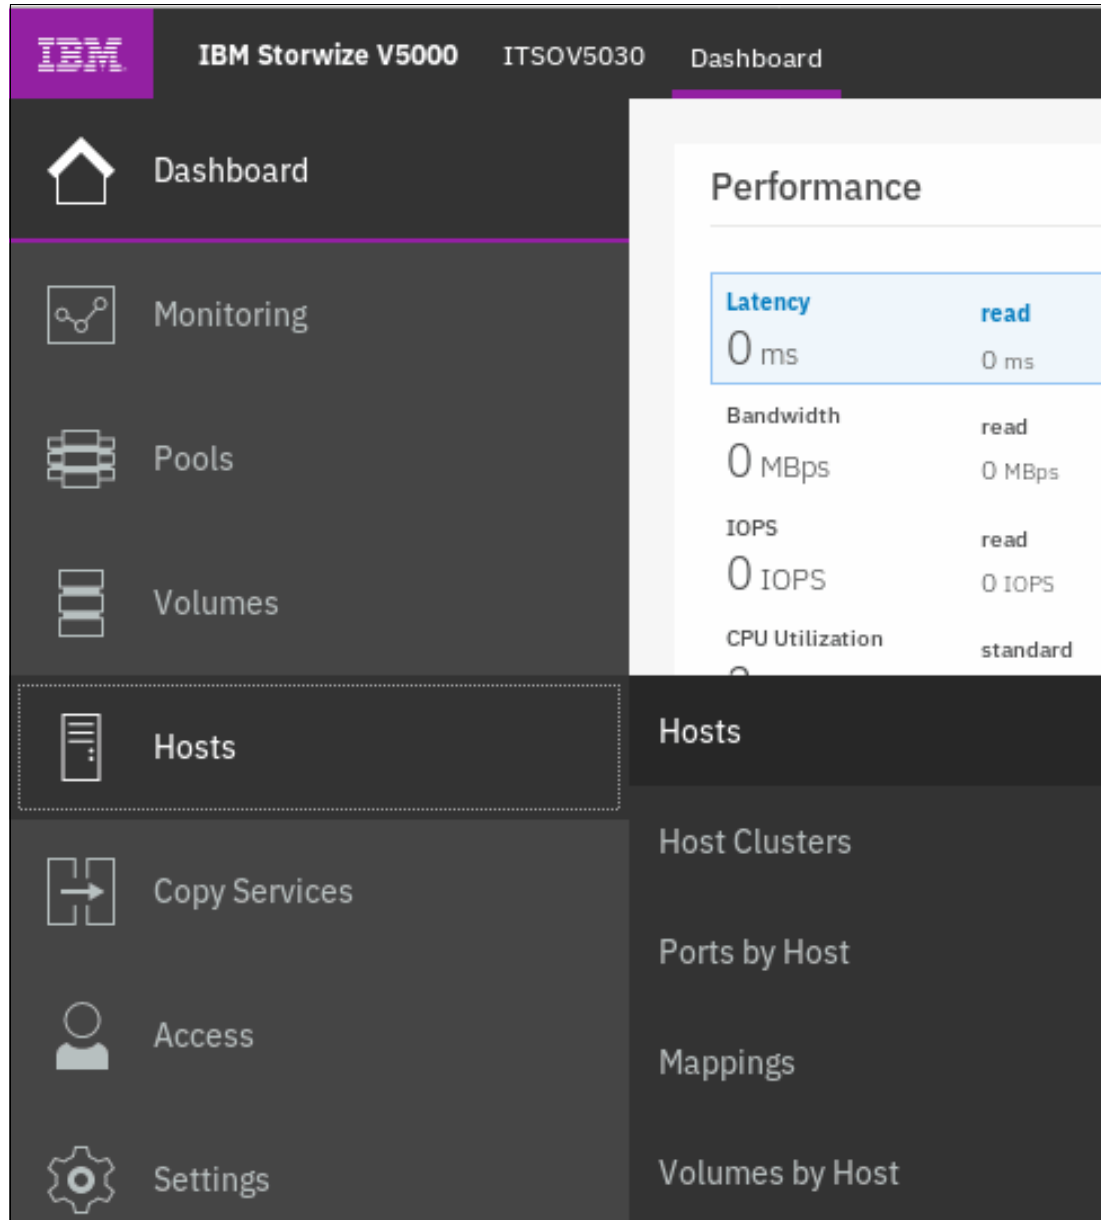 IBM IBM Storwize V5000 ITSOV5030 Dashboard
Dashboard
Monitoring
Pools
Volumes
Hosts
Copy Services
Access
Settings
Performance
Latency read
0 ms 0 ms
Bandwidth read
0 MBps 0 MBps
IOPS read
0 IOPS 0 IOPS
CPU Utilization standard
Hosts
Host Clusters
Ports by Host
Mappings
Volumes by Host